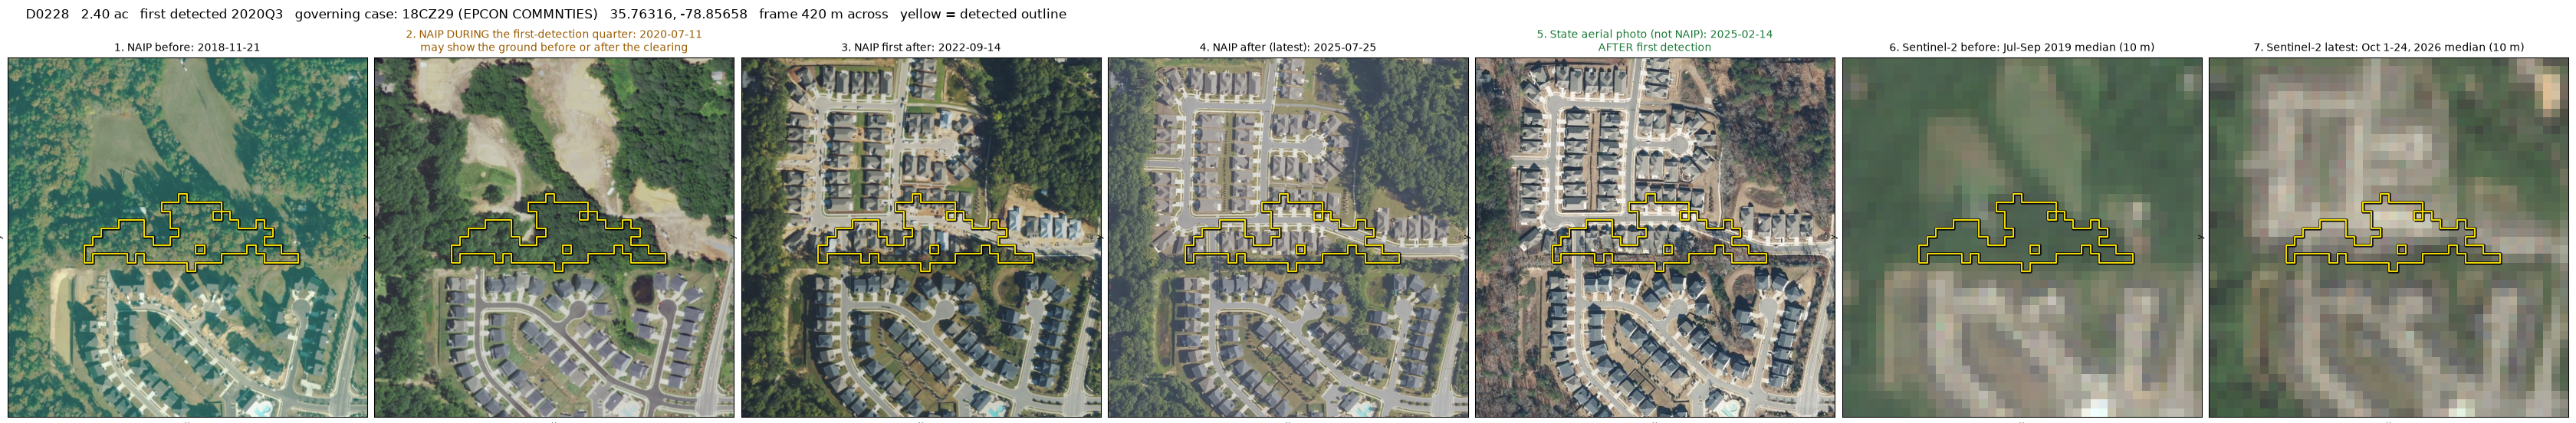 D0228   2.40 ac   first detected 2020Q3   governing case: 18CZ29 (EPCON COMMNTIES)   35.76316, -78.85658   frame 420 m across   yellow = detected outline
1. NAIP before: 2018-11-21
2. NAIP DURING the first-detection quarter: 2020-07-11
may show the ground before or after the clearing
3. NAIP first after: 2022-09-14
4. NAIP after (latest): 2025-07-25
5. State aerial photo (not NAIP): 2025-02-14
AFTER first detection
6. Sentinel-2 before: Jul-Sep 2019 median (10 m)
7. Sentinel-2 latest: Oct 1-24, 2026 median (10 m)